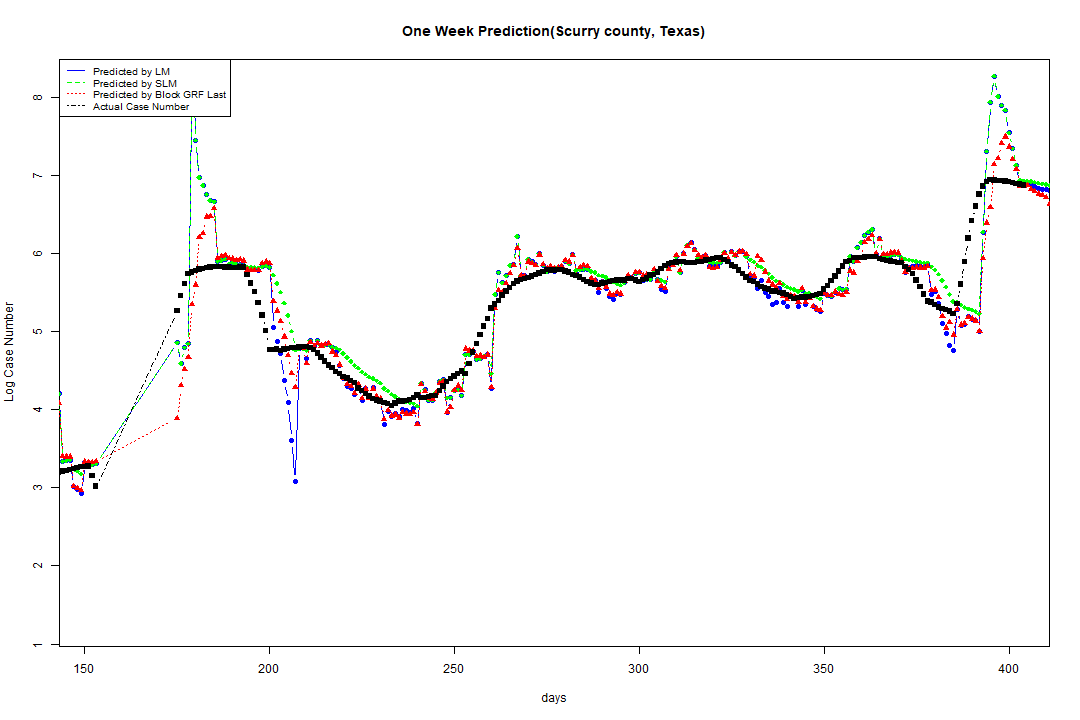 One Week Prediction(Scurry county, Texas)
Predicted by LM
Predicted by SLM
Predicted by Block GRF Last
Actual Case Number
Log Case Number
8
7
6
5
4
3
2
1
150 200 250 300 350 400
days